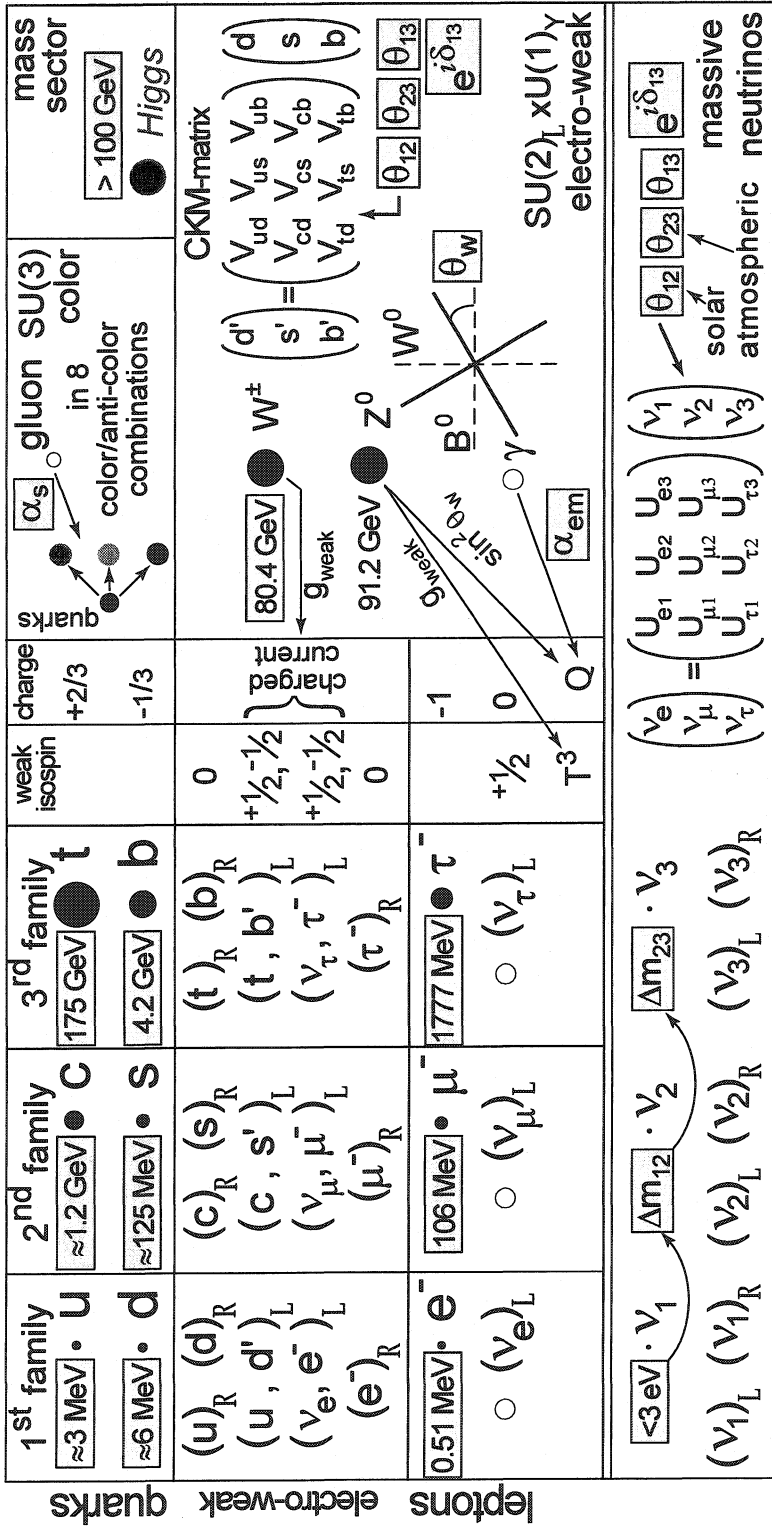 1st family
2nd family
3rd family
weak isospin
charge
quarks
≈3 MeV · u
≈1.2 GeV • c
175 GeV t
+2/3
≈6 MeV · d
≈125 MeV · s
4.2 GeV b
-1/3
quarks
αs
gluon SU(3)
color
in 8
color/anti-color
combinations
mass
sector
> 100 GeV
Higgs
electro-weak
(u)R (d)R
(c)R (s)R
(t)R (b)R
0
(u , d')L
(c , s')L
(t , b')L
+1/2,-1/2
(νe, e-)L
(νμ, μ-)L
(ντ , τ-)L
+1/2,-1/2
(e-)R
(μ-)R
(τ-)R
0
charged
current
80.4 GeV
W±
gweak
91.2 GeV
Z0
gweak
sin2 θw
αem
γ
B0
W0
θw
CKM-matrix
(d' s' b') = (Vud Vus Vub
Vcd Vcs Vcb
Vtd Vts Vtb) (d s b)
θ12 θ23 θ13
eiδ13
SU(2)L xU(1)Y
electro-weak
leptons
0.51 MeV · e-
106 MeV • μ-
1777 MeV τ-
-1
(νe)L
(νμ)L
(ντ)L
+1/2
0
T3
Q
<3 eV · ν1
Δm12 · ν2
Δm23 · ν3
(ν1)L (ν1)R
(ν2)L (ν2)R
(ν3)L (ν3)R
(νe νμ ντ) = (Ue1 Ue2 Ue3
Uμ1 Uμ2 Uμ3
Uτ1 Uτ2 Uτ3) (ν1 ν2 ν3)
θ12 θ23 θ13 eiδ13
solar
atmospheric
massive
neutrinos